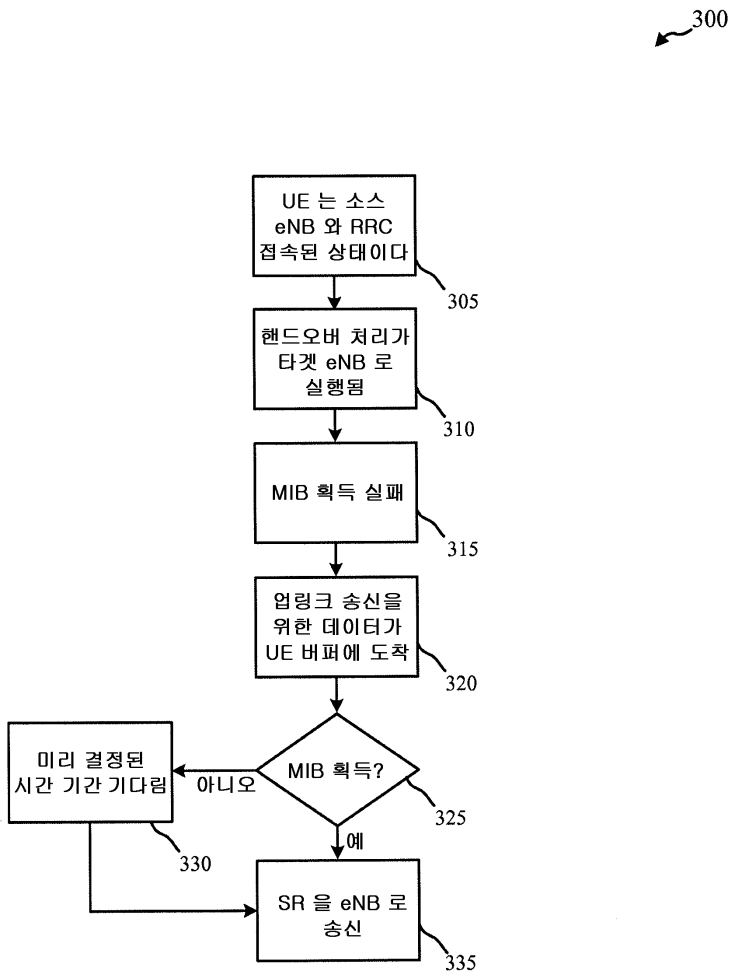 300
UE 는 소스
eNB 와 RRC
접속된 상태이다
305
핸드오버 처리가
타겟 eNB 로
실행됨
310
MIB 획득 실패
315
업링크 송신을
위한 데이터가
UE 버퍼에 도착
320
MIB 획득?
325
아니오
미리 결정된
시간 기간 기다림
330
예
SR 을 eNB 로
송신
335